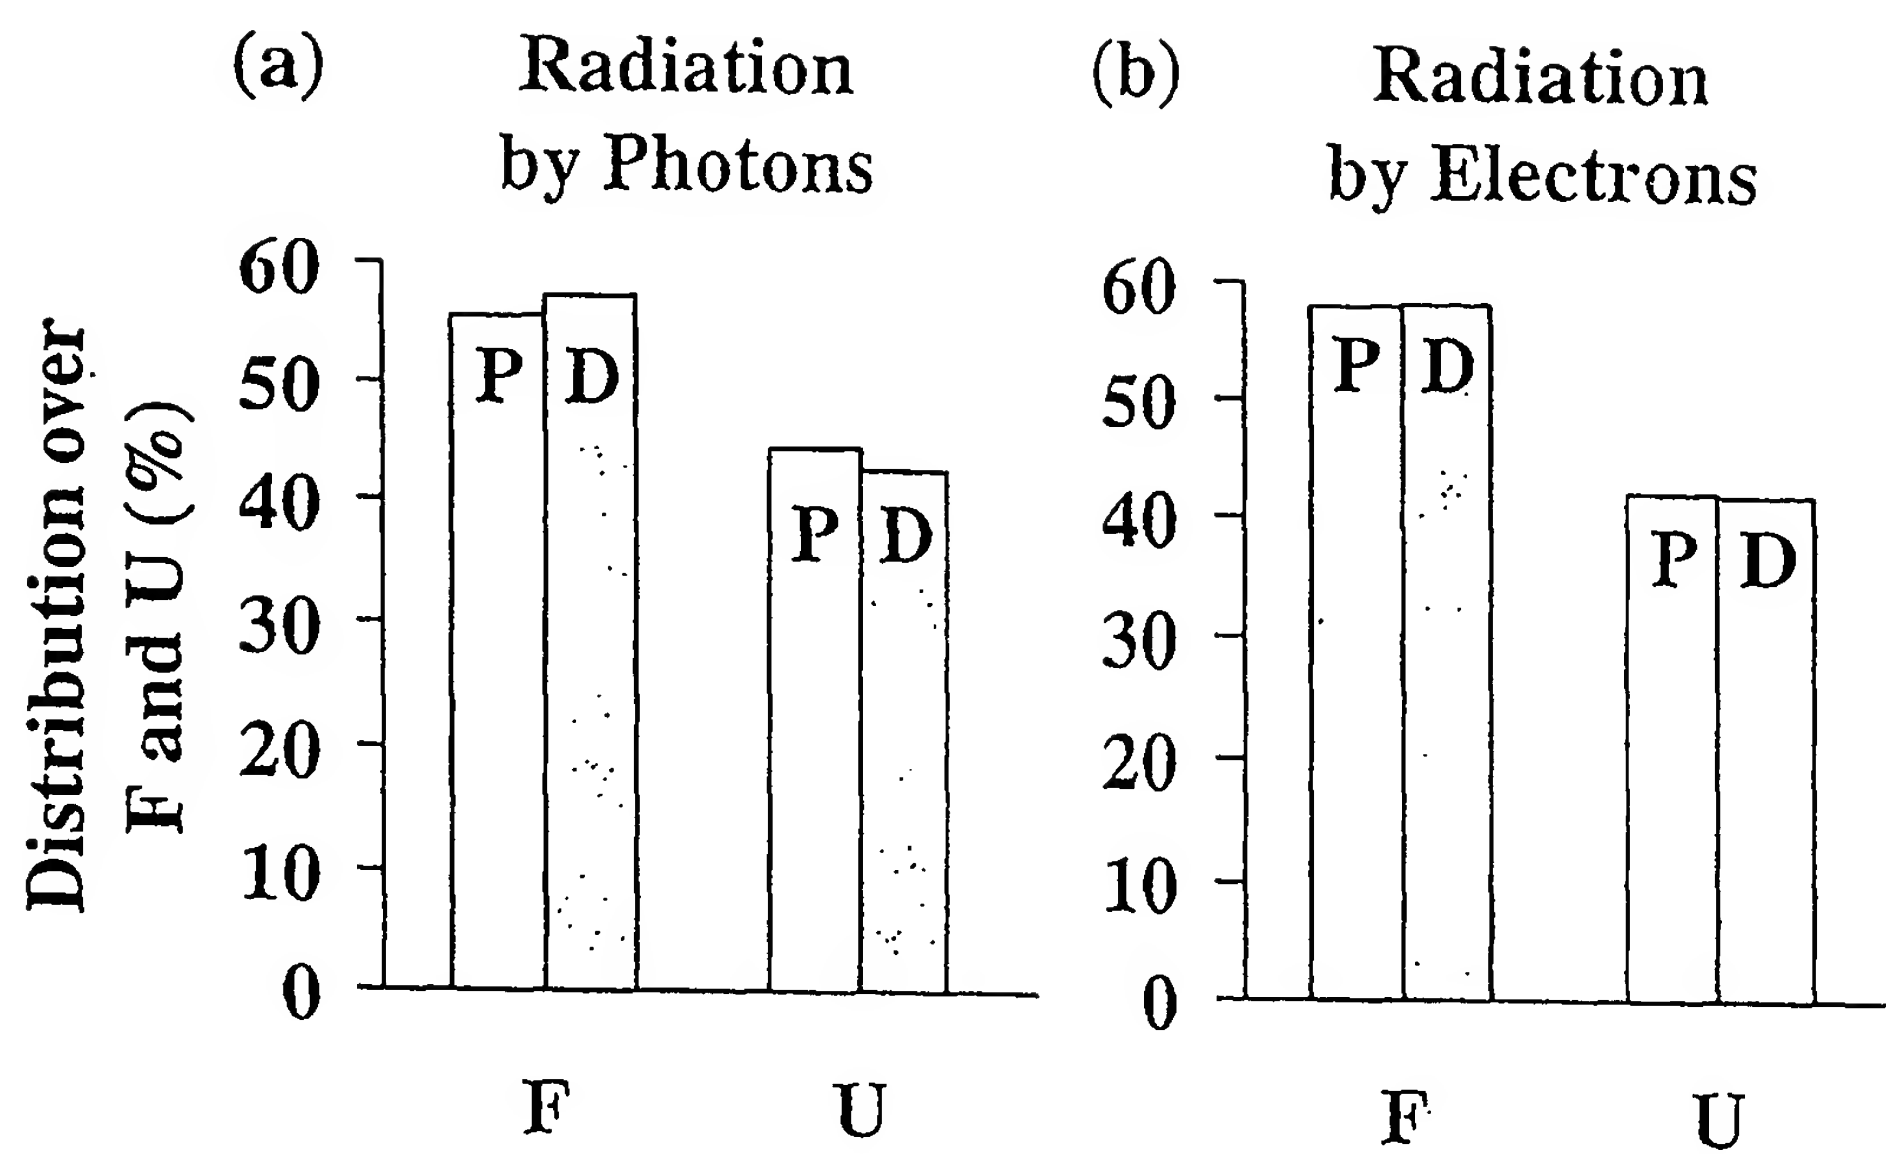 (a) Radiation
by Photons
(b) Radiation
by Electrons
Distribution over
F and U (%)
60
50
40
30
20
10
0
P D
P D
F U
60
50
40
30
20
10
0
P D
P D
F U